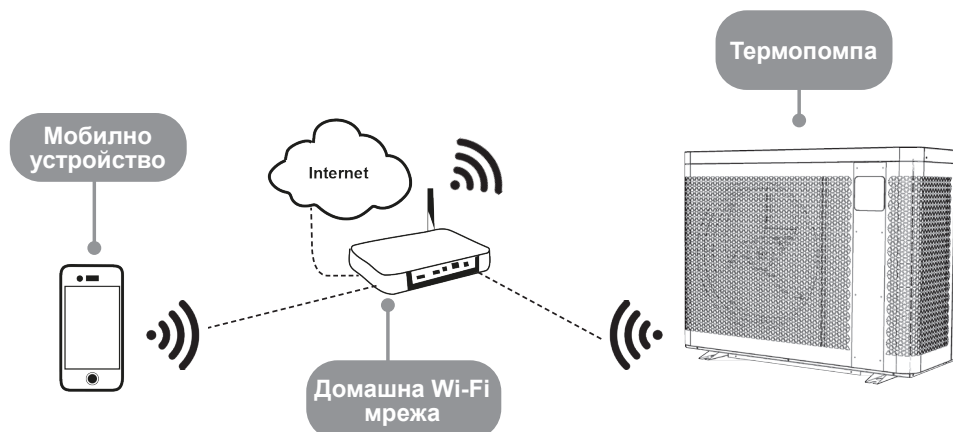 Термопомпа
Мобилно
устройство
Internet
Домашна Wi-Fi
мрежа